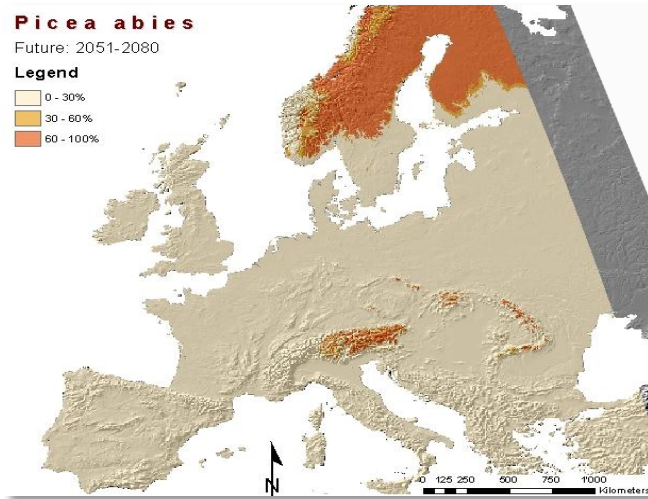 Picea abies
Future: 2051-2080
Legend
0 - 30%
30 - 60%
60 - 100%
N
0 125 250 500 750 1000
Kilometers